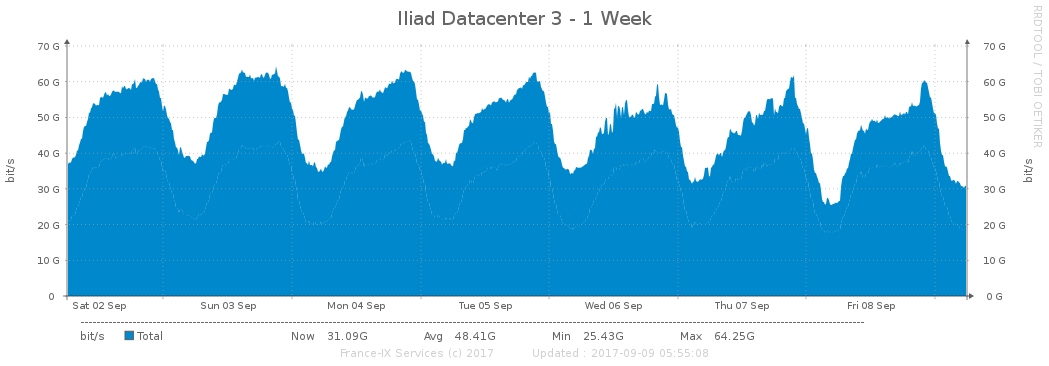 Iliad Datacenter 3 - 1 Week
RRDTOOL / TOBI OETIKER
70 G 70 G
60 G 60 G
50 G 50 G
40 G 40 G
30 G 30 G
20 G 20 G
10 G 10 G
0 0 G
bit/s
bit/s
Sat 02 Sep Sun 03 Sep Mon 04 Sep Tue 05 Sep Wed 06 Sep Thu 07 Sep Fri 08 Sep
bit/s Total Now 31.09G Avg 48.41G Min 25.43G Max 64.25G
France-IX Services (c) 2017 Updated : 2017-09-09 05:55:08